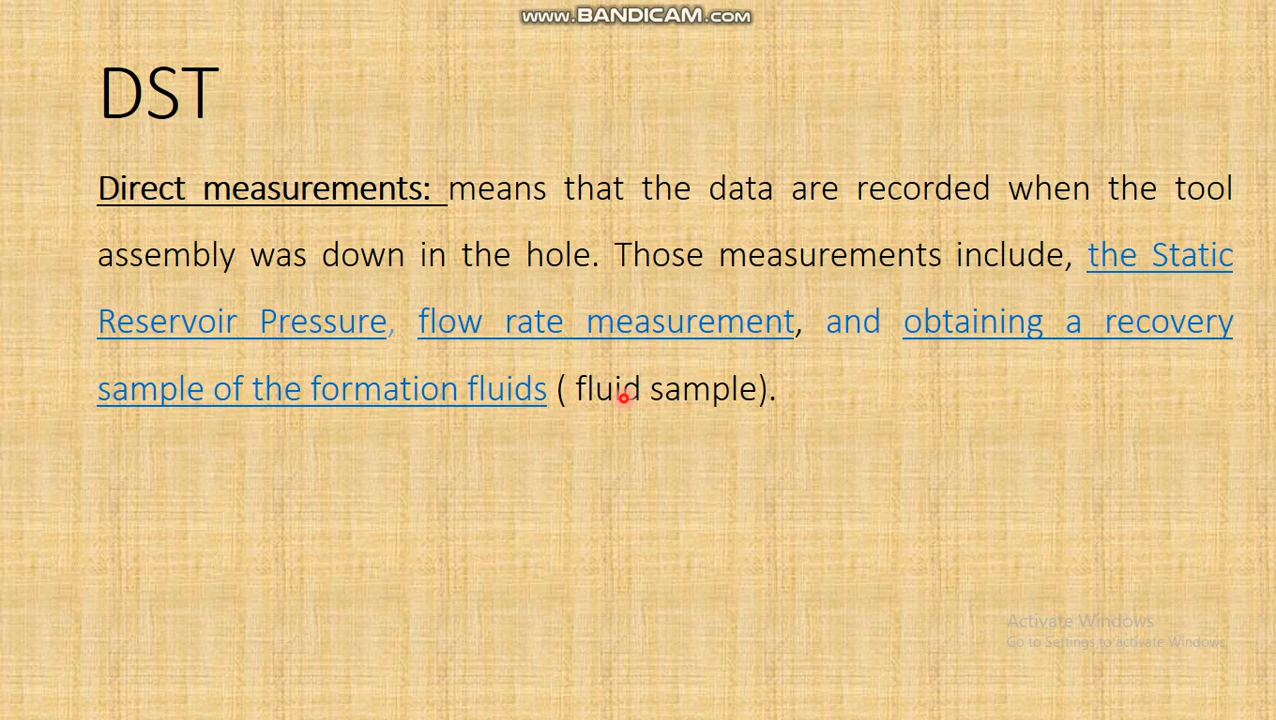 www.BANDICAM.com
DST
Direct measurements: means that the data are recorded when the tool
assembly was down in the hole. Those measurements include, the Static
Reservoir Pressure, flow rate measurement, and obtaining a recovery
sample of the formation fluids ( fluid sample).
Activate Windows
Go to Settings to activate Windows.